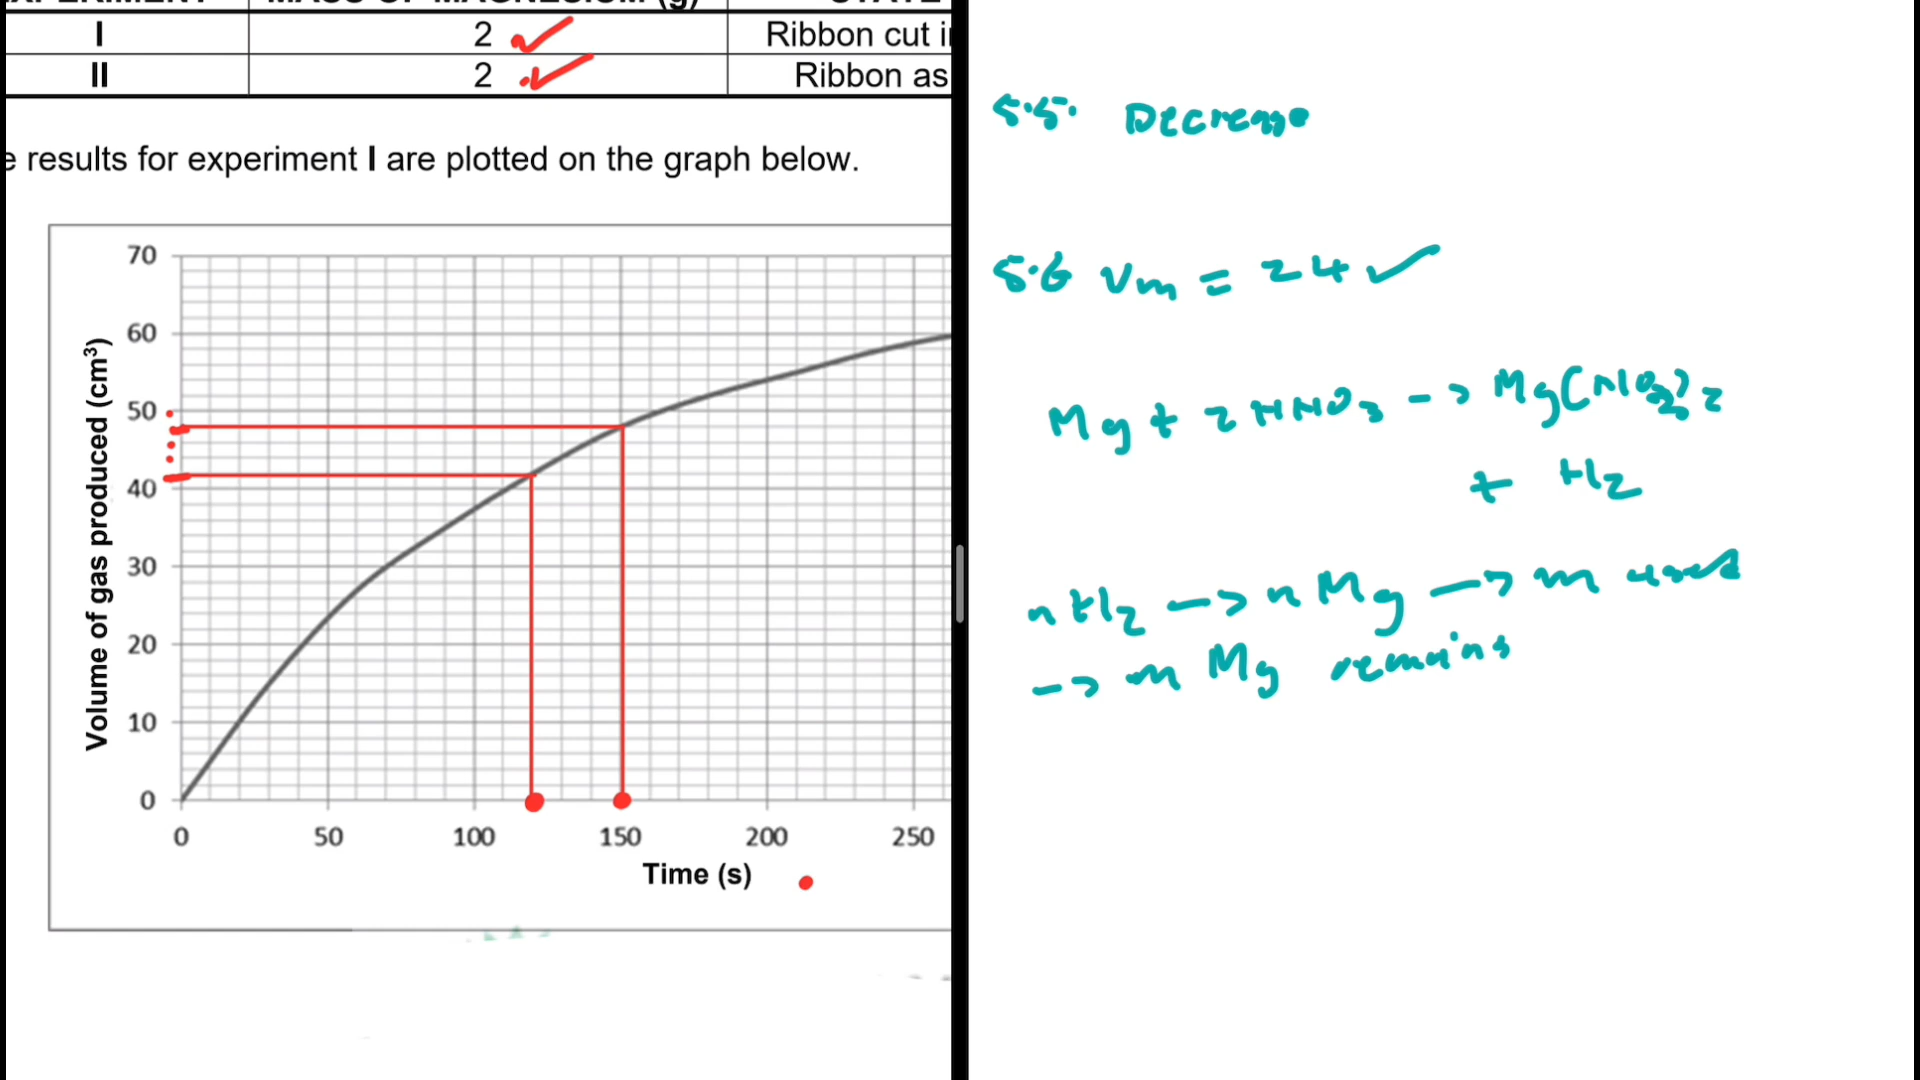 I 2 Ribbon cut
II 2 Ribbon as
results for experiment I are plotted on the graph below.
Volume of gas produced (cm³)
70
60
50
40
30
20
10
0
0 50 100 150 200 250
Time (s)
5.5. Decrease
5.6 Vm = 24
Mg + 2HNO3 -> Mg(NO3)2
+ H2
nH2 -> nMg -> m used
-> m Mg remains